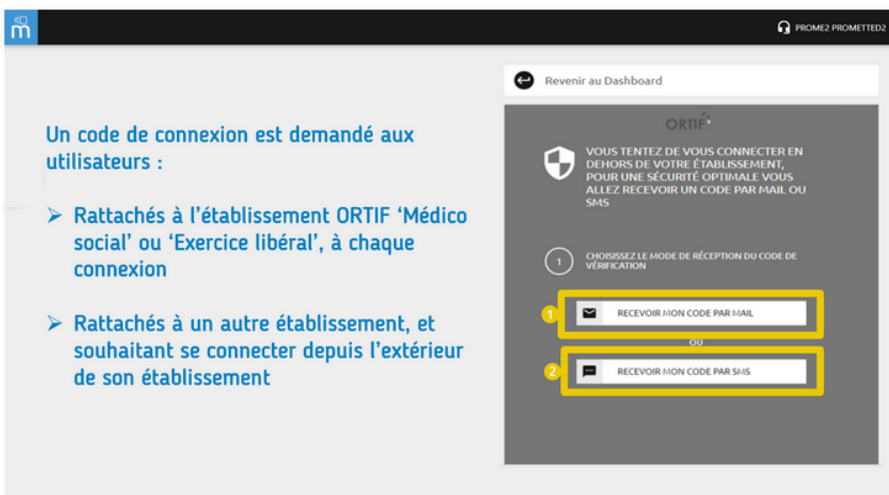 m
PROME2 PROMETTED2
Un code de connexion est demandé aux
utilisateurs :
➢ Rattachés à l'établissement ORTIF ‘Médico
social’ ou ‘Exercice libéral’, à chaque
connexion
➢ Rattachés à un autre établissement, et
souhaitant se connecter depuis l'extérieur
de son établissement
Revenir au Dashboard
ORTIF
VOUS TENTEZ DE VOUS CONNECTER EN
DEHORS DE VOTRE ÉTABLISSEMENT,
POUR UNE SÉCURITÉ OPTIMALE VOUS
ALLEZ RECEVOIR UN CODE PAR MAIL OU
SMS
1
CHOISISSEZ LE MODE DE RÉCEPTION DU CODE DE
VÉRIFICATION
1
RECEVOIR MON CODE PAR MAIL
OU
2
RECEVOIR MON CODE PAR SMS